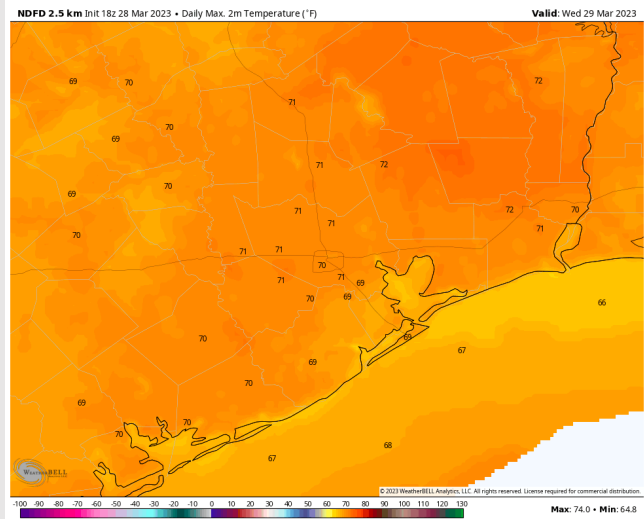 NDFD 2.5 km Init 18z 28 Mar 2023 • Daily Max. 2m Temperature (°F) Valid: Wed 29 Mar 2023
69 70 72
71
70
69
71 72
70
69
71 72 70
71
70 71
71 71
70
71 71 69
70 69
70 69
66
67
69
70
69
70
70
68
67
WeatherBELL
© 2023 WeatherBELL Analytics, LLC. All rights reserved. License required for commercial distribution.
-100 -90 -80 -70 -60 -50 -40 -30 -20 -10 0 10 20 30 40 50 60 70 80 90 100 110 120 130
Max: 74.0 • Min: 64.8